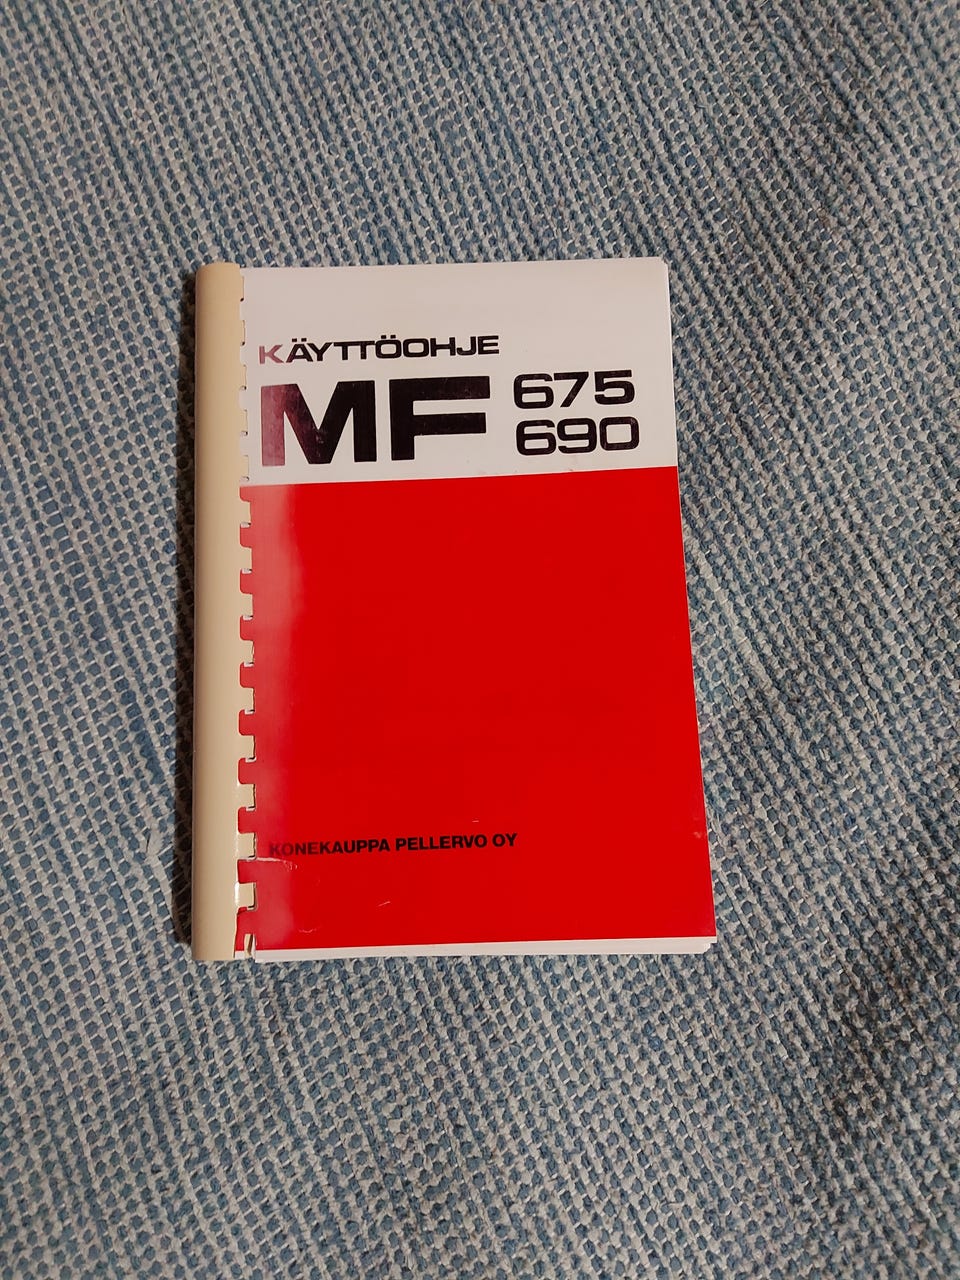 KÄYTTÖOHJE
MF 675
690
KONEKAUPPA PELLERVO OY